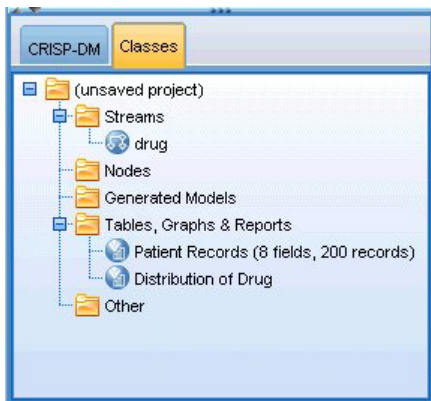 CRISP-DM Classes
(unsaved project)
Streams
drug
Nodes
Generated Models
Tables, Graphs & Reports
Patient Records (8 fields, 200 records)
Distribution of Drug
Other